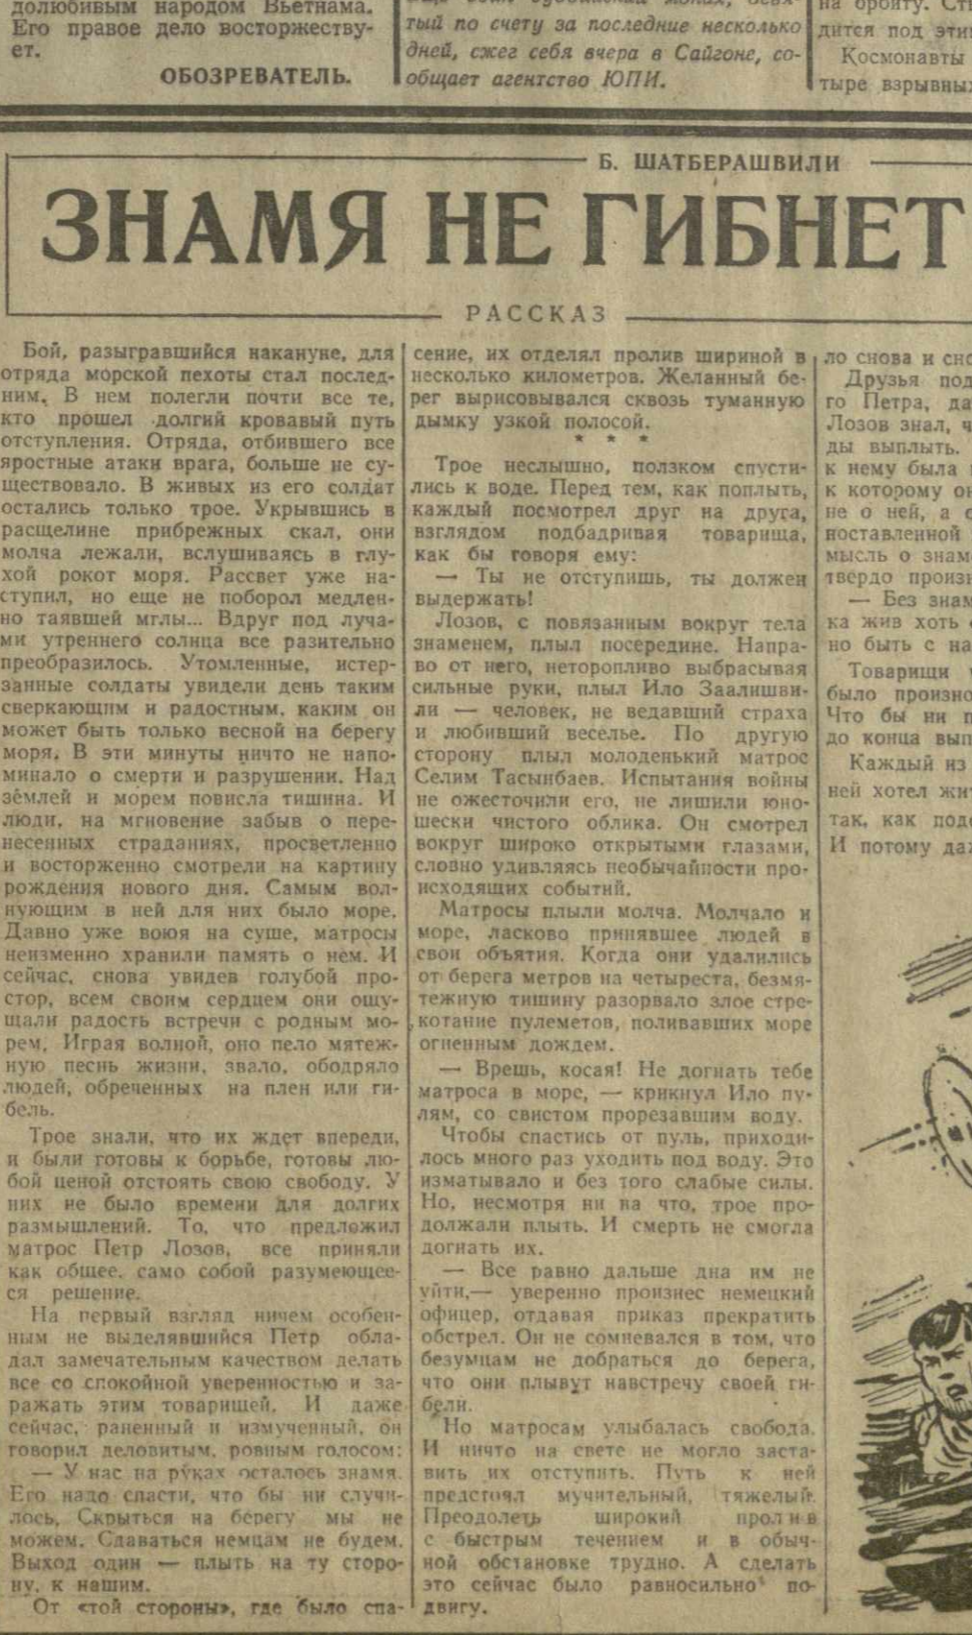 долюбивым народом Вьетнама.
Его правое дело восторжеству-
ет.
ОБОЗРЕВАТЕЛЬ.
тый по счету за последние несколько
дней, сжег себя вчера в Сайгоне, со-
общает агентство ЮПИ.
на орбиту. Ст
дится под эти
Космонавты
тыре взрывных
Б. ШАТБЕРАШВИЛИ
ЗНАМЯ НЕ ГИБНЕТ
РАССКАЗ
Бой, разыгравшийся накануне, для
отряда морской пехоты стал послед-
ним. В нем полегли почти все те,
кто прошел долгий кровавый путь
отступления. Отряда, отбившего все
яростные атаки врага, больше не су-
ществовало. В живых из его солдат
остались только трое. Укрывшись в
расщелине прибрежных скал, они
молча лежали, вслушиваясь в глу-
хой рокот моря. Рассвет уже на-
ступил, но еще не поборол медлен-
но таявшей мглы... Вдруг под луча-
ми утреннего солнца все разительно
преобразилось. Утомленные, истер-
занные солдаты увидели день таким
сверкающим и радостным, каким он
может быть только весной на берегу
моря. В эти минуты ничто не напо-
минало о смерти и разрушении. Над
землей и морем повисла тишина. И
люди, на мгновение забыв о пере-
несенных страданиях, просветленно
и восторженно смотрели на картину
рождения нового дня. Самым вол-
нующим в ней для них было море.
Давно уже воюя на суше, матросы
неизменно хранили память о нем. И
сейчас, снова увидев голубой про-
стор, всем своим сердцем они ощу-
щали радость встречи с родным мо-
рем. Играя волной, оно пело мятеж-
ную песнь жизни, звало, ободряло
людей, обреченных на плен или ги-
бель.
Трое знали, что их ждет впереди,
и были готовы к борьбе, готовы лю-
бой ценой отстоять свою свободу. У
них не было времени для долгих
размышлений. То, что предложил
матрос Петр Лозов, все приняли
как общее, само собой разумеющее-
ся решение.
На первый взгляд ничем особен-
ным не выделявшийся Петр обла-
дал замечательным качеством делать
все со спокойной уверенностью и за-
ражать этим товарищей. И даже
сейчас, раненный и измученный, он
говорил деловитым, ровным голосом:
— У нас на руках осталось знамя.
Его надо спасти, что бы ни случи-
лось. Скрыться на берегу мы не
можем. Сдаваться немцам не будем.
Выход один — плыть на ту сторо-
ну, к нашим.
От «той стороны», где было спа-
сение, их отделял пролив шириной в
несколько километров. Желанный бе-
рег вырисовывался сквозь туманную
дымку узкой полосой.
* * *
Трое неслышно, ползком спусти-
лись к воде. Перед тем, как поплыть,
каждый посмотрел друг на друга,
взглядом подбадривая товарища,
как бы говоря ему:
— Ты не отступишь, ты должен
выдержать!
Лозов, с повязанным вокруг тела
знаменем, плыл посередине. Напра-
во от него, неторопливо выбрасывая
сильные руки, плыл Ило Заалишви-
ли — человек, не ведавший страха
и любивший веселье. По другую
сторону плыл молоденький матрос
Селим Тасынбаев. Испытания войны
не ожесточили его, не лишили юно-
шески чистого облика. Он смотрел
вокруг широко открытыми глазами,
словно удивляясь необычайности про-
исходящих событий.
Матросы плыли молча. Молчало и
море, ласково принявшее людей в
свои объятия. Когда они удалились
от берега метров на четыреста, безмя-
тежную тишину разорвало злое стре-
котание пулеметов, поливавших море
огненным дождем.
— Врешь, косая! Не догнать тебе
матроса в море, — крикнул Ило пу-
лям, со свистом прорезавшим воду.
Чтобы спастись от пуль, приходи-
лось много раз уходить под воду. Это
изматывало и без того слабые силы.
Но, несмотря ни на что, трое про-
должали плыть. И смерть не смогла
догнать их.
— Все равно дальше дна им не
уйти,— уверенно произнес немецкий
офицер, отдавая приказ прекратить
обстрел. Он не сомневался в том, что
безумцам не добраться до берега,
что они плывут навстречу своей ги-
бели.
Но матросам улыбалась свобода.
И ничто на свете не могло заста-
вить их отступить. Путь к ней
предстоял мучительный, тяжелый.
Преодолеть широкий пролив
с быстрым течением и в обыч-
ной обстановке трудно. А сделать
это сейчас было равносильно по-
двигу.
ло снова и сно
Друзья под
го Петра, да
Лозов знал, ч
ды выплыть.
к нему была
к которому он
не о ней, а с
поставленной
мысль о знам
твердо произн
— Без знам
ка жив хоть
но быть с на
Товарищи
было произно
Что бы ни п
до конца вып
Каждый из
ней хотел жит
так, как под
И потому даж